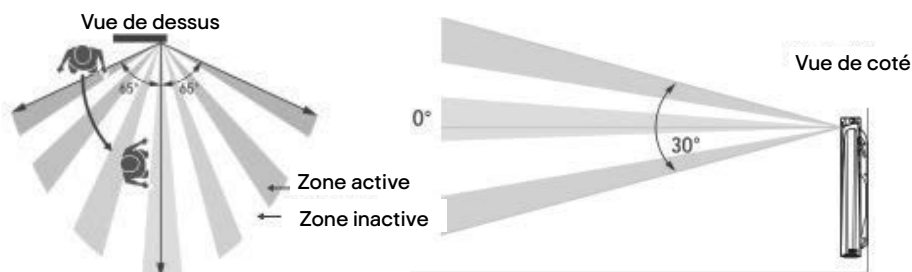 Vue de dessus
65° 65°
Zone active
Zone inactive
0°
30°
Vue de coté